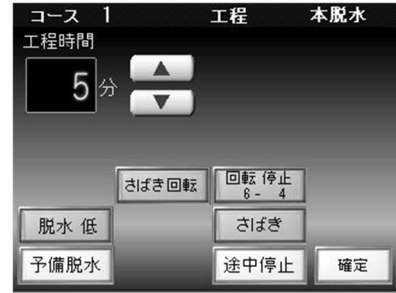 コース 1 工程 本脱水
工程時間
5 分
▲
▼
さばき回転 回転 停止
6 - 4
脱水 低 さばき
予備脱水 途中停止 確定